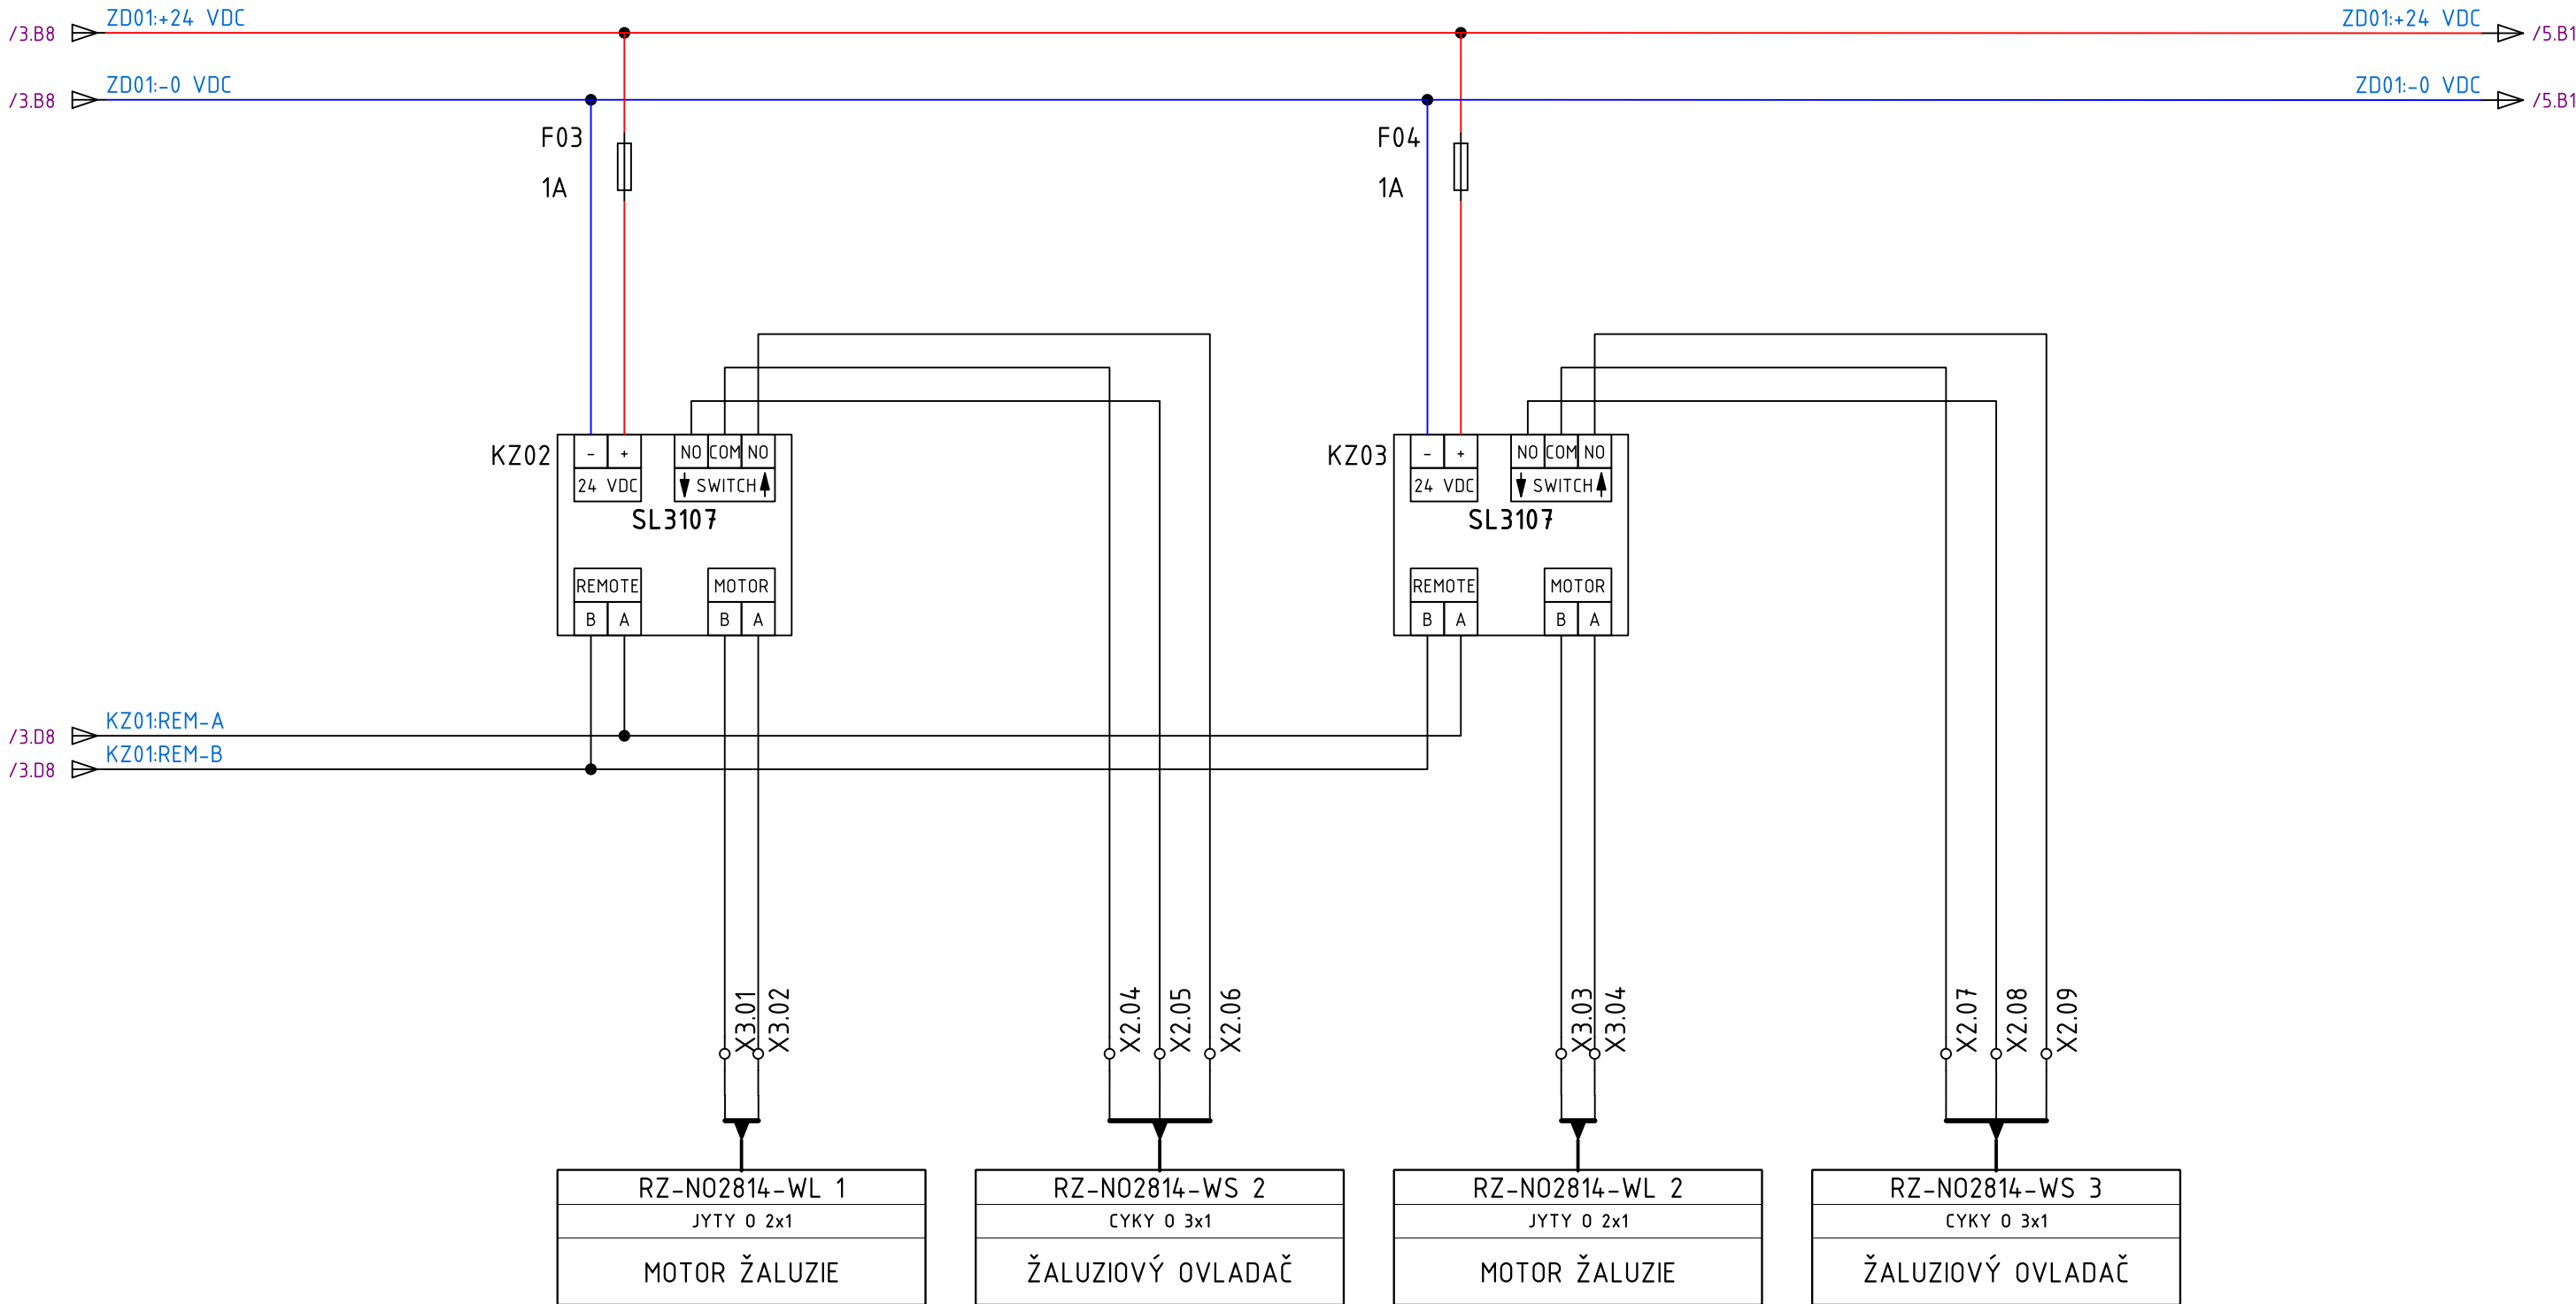 ZD01:+24 VDC
ZD01:+24 VDC
/3.B8
/5.B1
ZD01:-0 VDC
ZD01:-0 VDC
/3.B8
/5.B1
F03
1A
F04
1A
KZ02
- + NO COM NO
24 VDC SWITCH
SL3107
REMOTE MOTOR
B A B A
KZ03
- + NO COM NO
24 VDC SWITCH
SL3107
REMOTE MOTOR
B A B A
KZ01:REM-A
/3.D8
KZ01:REM-B
/3.D8
X3.01
X3.02
X2.04
X2.05
X2.06
X3.03
X3.04
X2.07
X2.08
X2.09
RZ-NO2814-WL 1
JYTY O 2x1
MOTOR ŽALUZIE
RZ-NO2814-WS 2
CYKY O 3x1
ŽALUZIOVÝ OVLADAČ
RZ-NO2814-WL 2
JYTY O 2x1
MOTOR ŽALUZIE
RZ-NO2814-WS 3
CYKY O 3x1
ŽALUZIOVÝ OVLADAČ